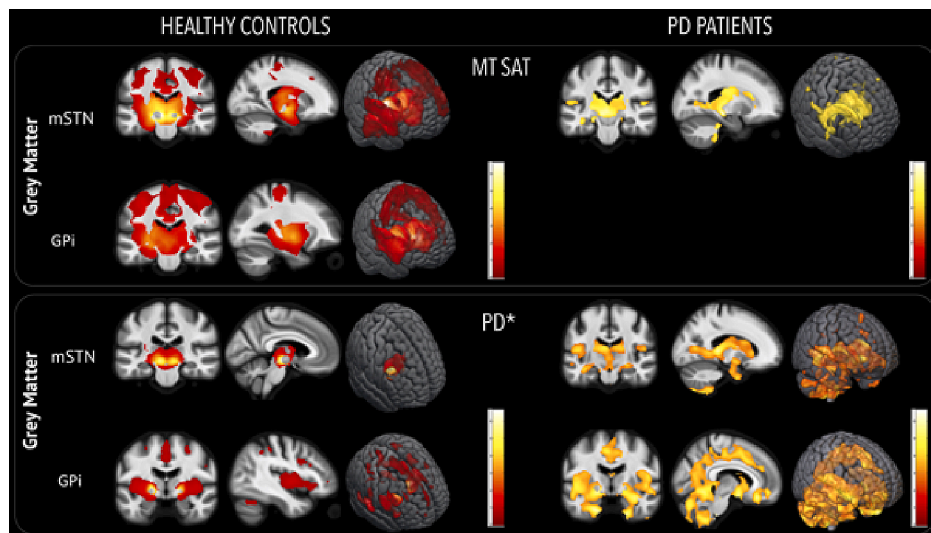 HEALTHY CONTROLS
PD PATIENTS
MT SAT
Grey Matter
mSTN
GPi
PD*
Grey Matter
mSTN
GPi